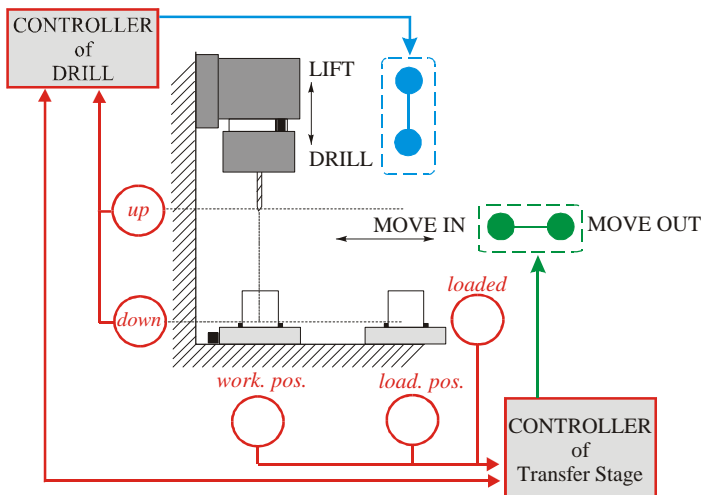 CONTROLLER
of
DRILL
LIFT
DRILL
up
MOVE IN
MOVE OUT
loaded
down
work. pos.
load. pos.
CONTROLLER
of
Transfer Stage